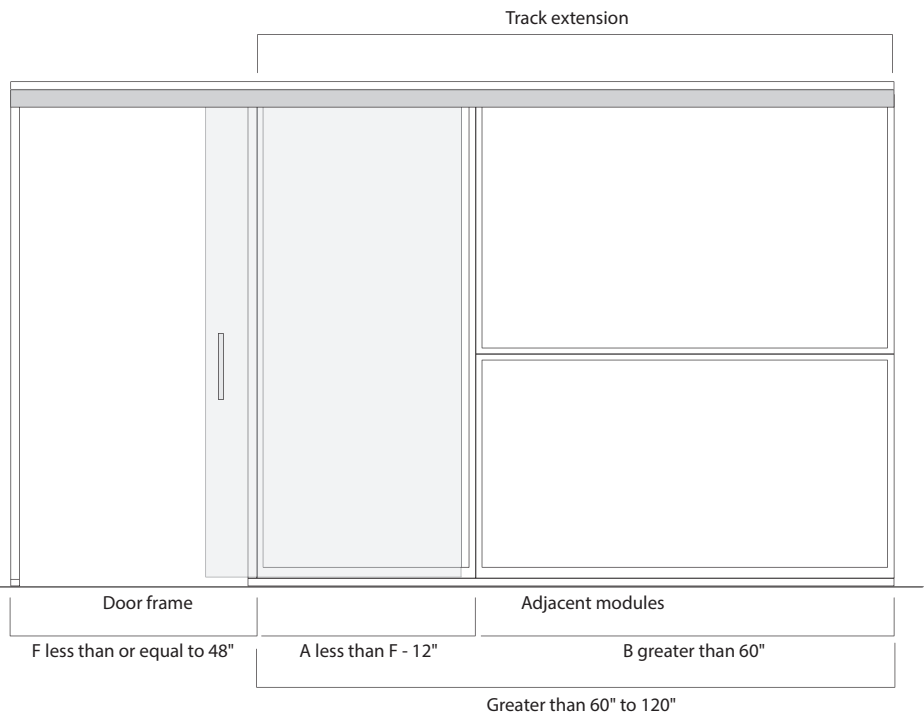 Track extension
Door frame
Adjacent modules
F less than or equal to 48"
A less than F - 12"
B greater than 60"
Greater than 60" to 120"